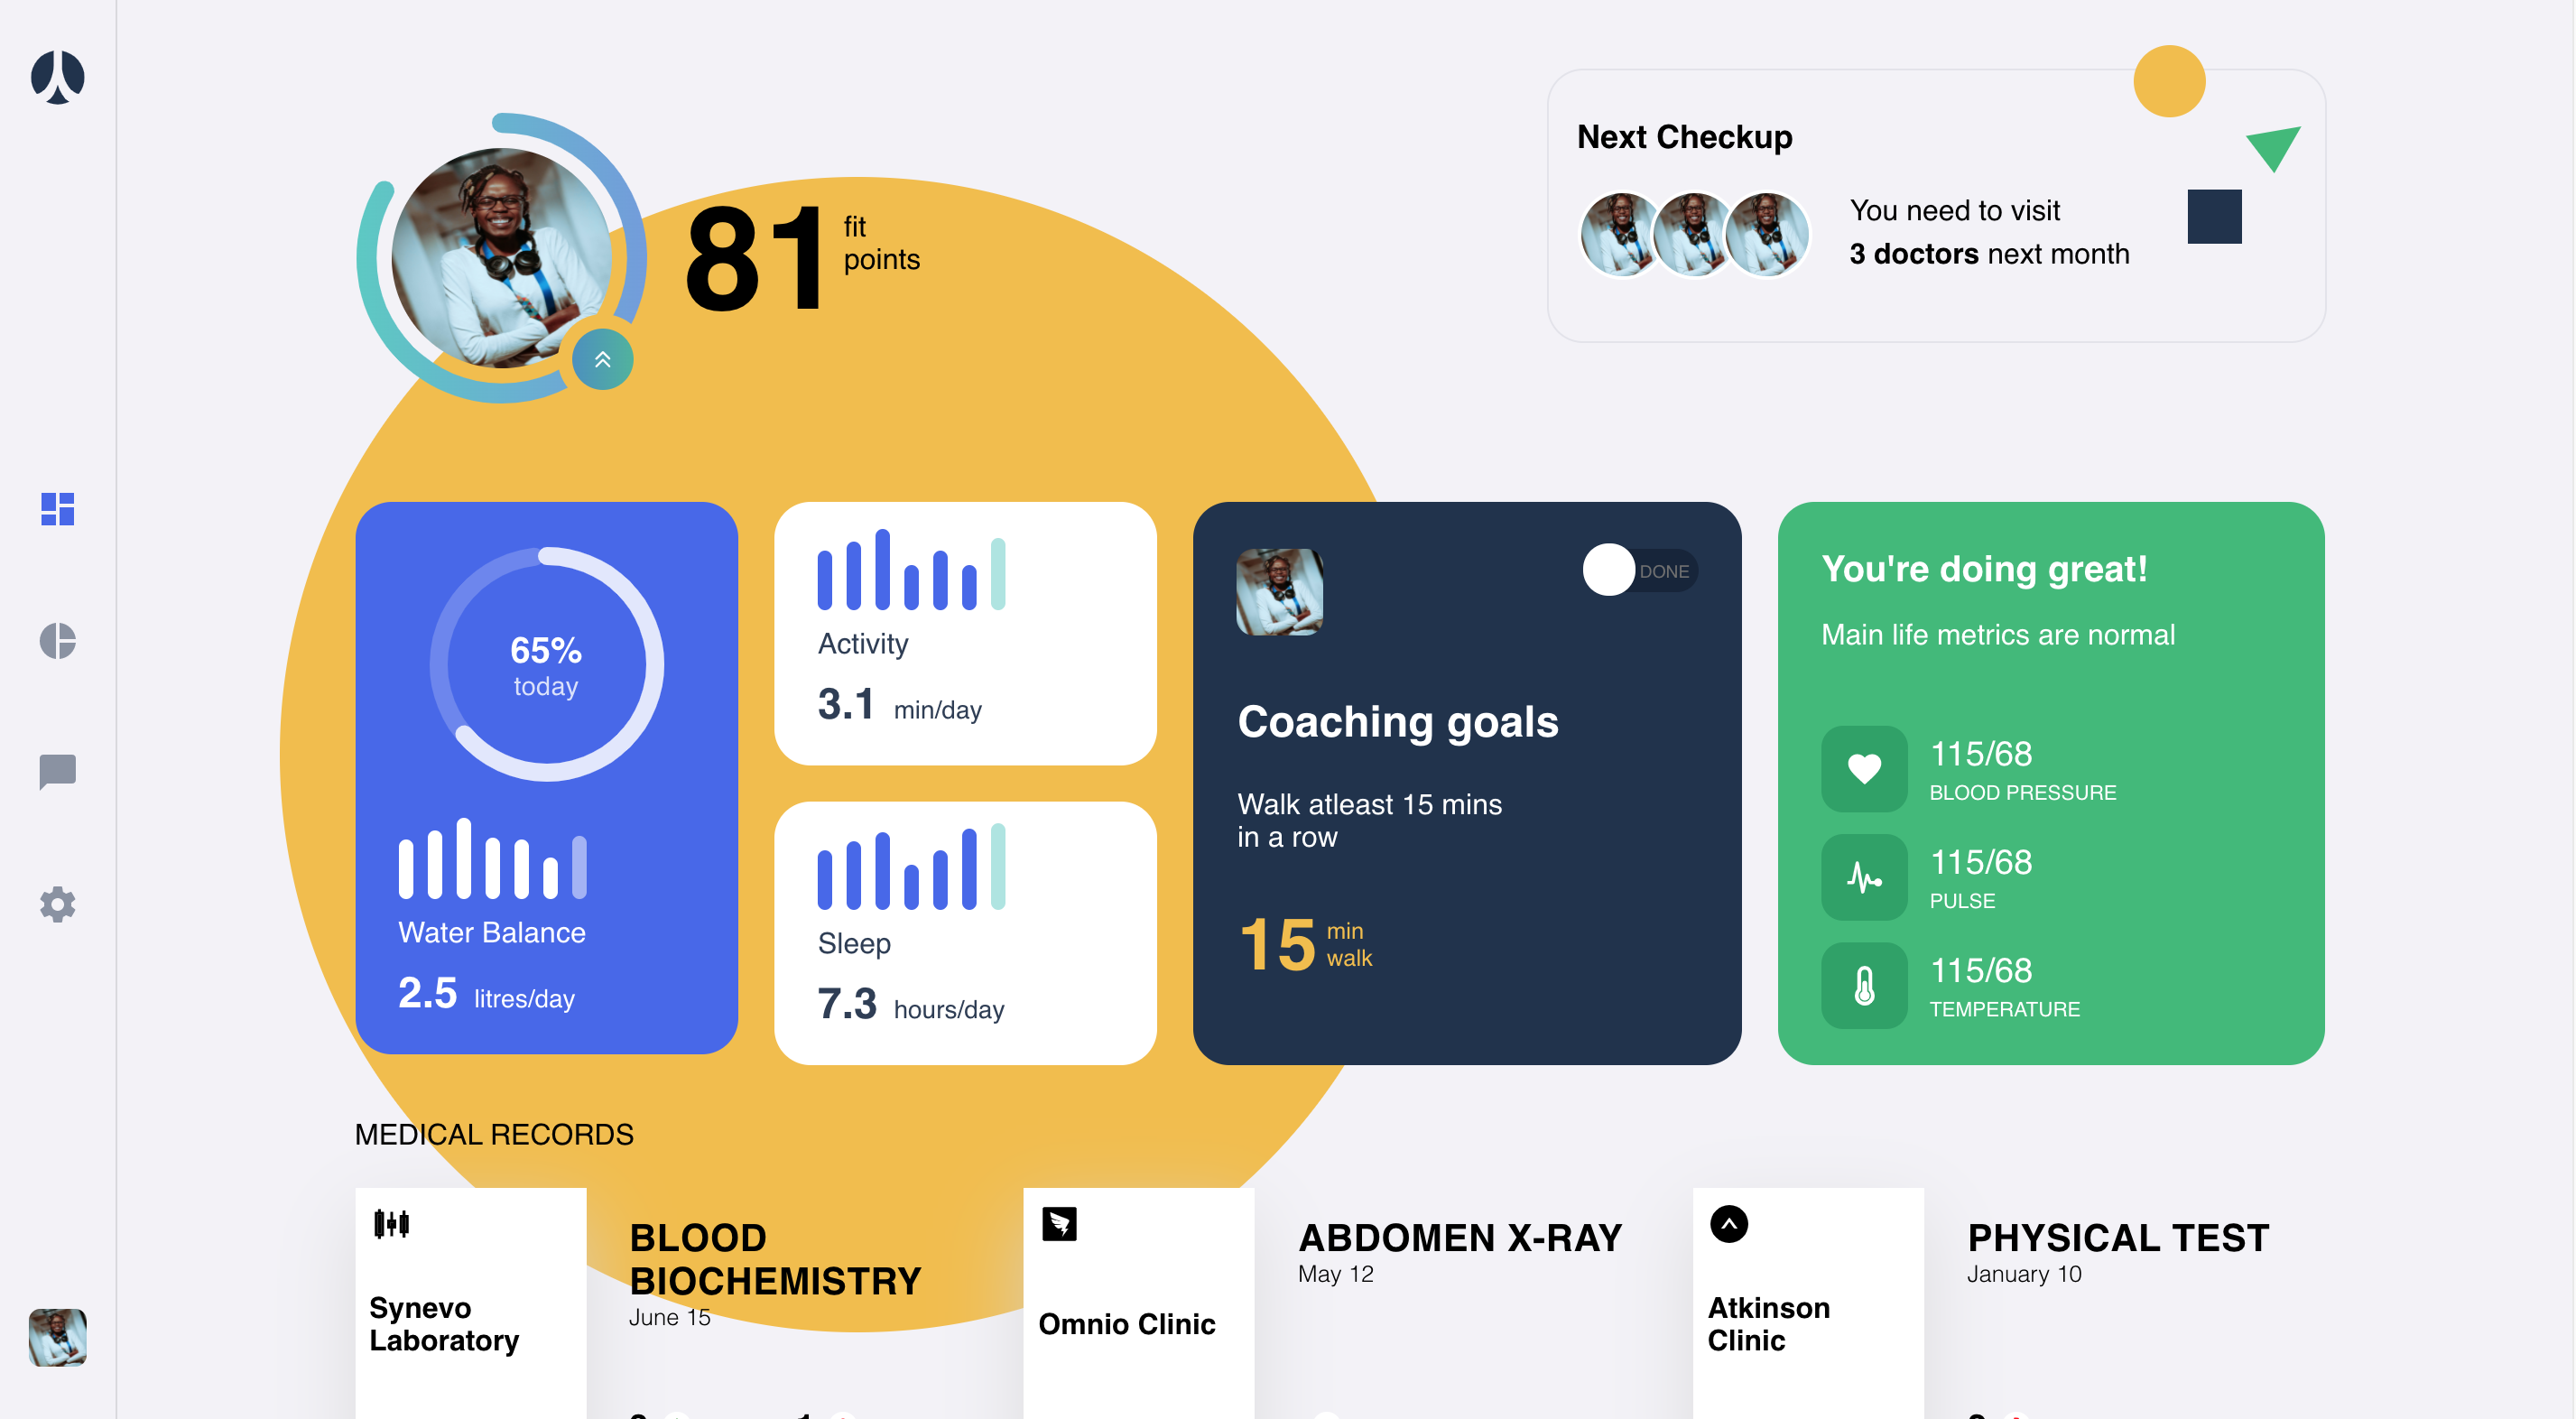 81
fit
points
Next Checkup
You need to visit
3 doctors next month
65%
today
Water Balance
2.5 litres/day
Activity
3.1 min/day
Sleep
7.3 hours/day
DONE
Coaching goals
Walk atleast 15 mins
in a row
15
min
walk
You're doing great!
Main life metrics are normal
115/68
BLOOD PRESSURE
115/68
PULSE
115/68
TEMPERATURE
MEDICAL RECORDS
Synevo
Laboratory
BLOOD
BIOCHEMISTRY
June 15
Omnio Clinic
ABDOMEN X-RAY
May 12
Atkinson
Clinic
PHYSICAL TEST
January 10